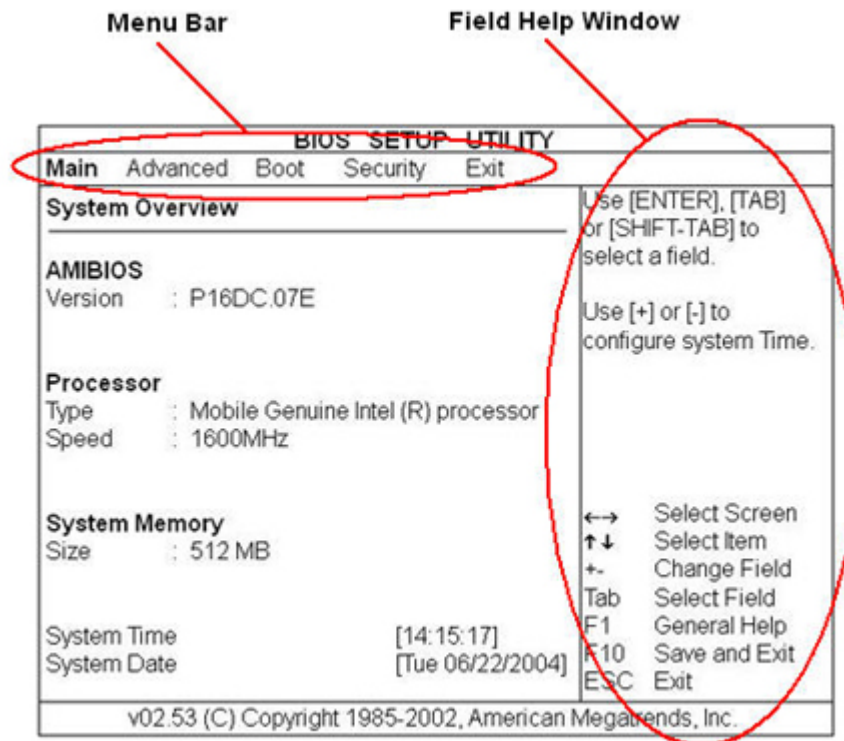 Menu Bar
Field Help Window
BIOS SETUP UTILITY
Main Advanced Boot Security Exit
System Overview
AMIBIOS
Version : P16DC.07E
Processor
Type : Mobile Genuine Intel (R) processor
Speed : 1600MHz
System Memory
Size : 512 MB
System Time [14:15:17]
System Date [Tue 06/22/2004]
Use [ENTER], [TAB]
or [SHIFT-TAB] to
select a field.
Use [+] or [-] to
configure system Time.
←→ Select Screen
↑↓ Select Item
+- Change Field
Tab Select Field
F1 General Help
F10 Save and Exit
ESC Exit
v02.53 (C) Copyright 1985-2002, American Megatrends, Inc.